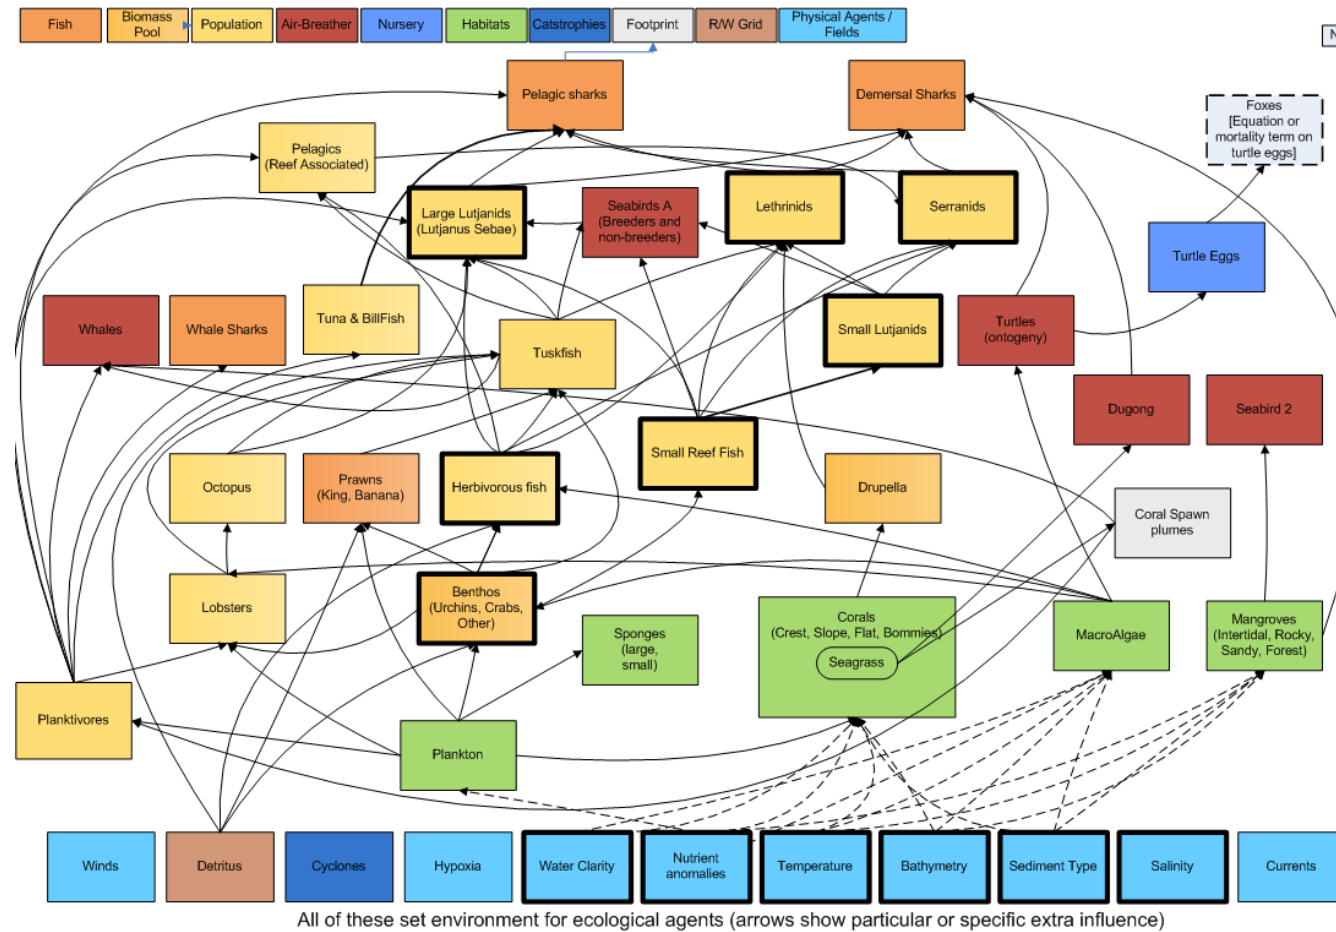 Fish
Biomass
Pool
Population
Air-Breather
Nursery
Habitats
Catstrophies
Footprint
R/W Grid
Physical Agents /
Fields
N
Pelagic sharks
Demersal Sharks
Foxes
[Equation or
mortality term on
turtle eggs]
Pelagics
(Reef Associated)
Large Lutjanids
(Lutjanus Sebae)
Seabirds A
(Breeders and
non-breeders)
Lethrinids
Serranids
Turtle Eggs
Whales
Whale Sharks
Tuna & BillFish
Tuskfish
Small Lutjanids
Turtles
(ontogeny)
Dugong
Seabird 2
Octopus
Prawns
(King, Banana)
Herbivorous fish
Small Reef Fish
Drupella
Coral Spawn
plumes
Lobsters
Benthos
(Urchins, Crabs,
Other)
Sponges
(large,
small)
Corals
(Crest, Slope, Flat, Bommies)
Seagrass
MacroAlgae
Mangroves
(Intertidal, Rocky,
Sandy, Forest)
Planktivores
Plankton
Winds
Detritus
Cyclones
Hypoxia
Water Clarity
Nutrient
anomalies
Temperature
Bathymetry
Sediment Type
Salinity
Currents
All of these set environment for ecological agents (arrows show particular or specific extra influence)